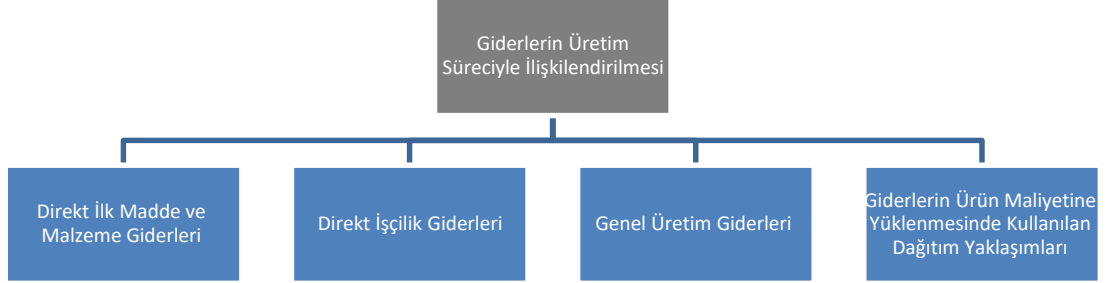 Giderlerin Üretim
Süreciyle İlişkilendirilmesi
Direkt İlk Madde ve
Malzeme Giderleri
Direkt İşçilik Giderleri
Genel Üretim Giderleri
Giderlerin Ürün Maliyetine
Yüklenmesinde Kullanılan
Dağıtım Yaklaşımları